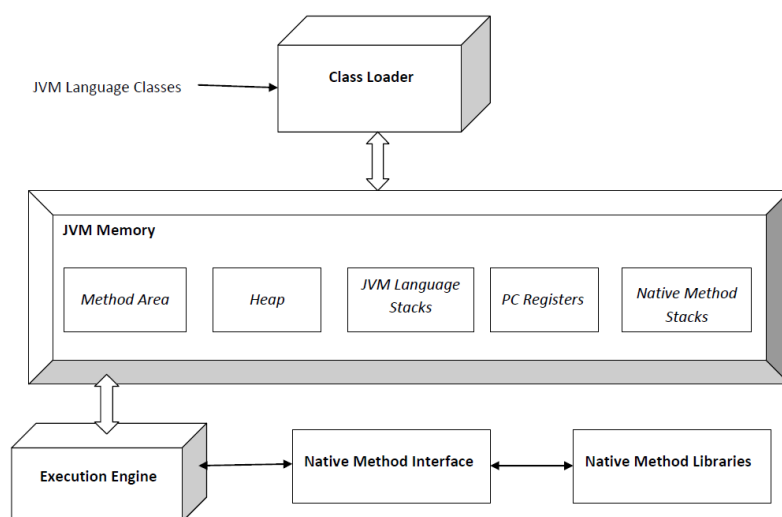 Class Loader
JVM Language Classes
JVM Memory
Method Area
Heap
JVM Language
Stacks
PC Registers
Native Method
Stacks
Execution Engine
Native Method Interface
Native Method Libraries